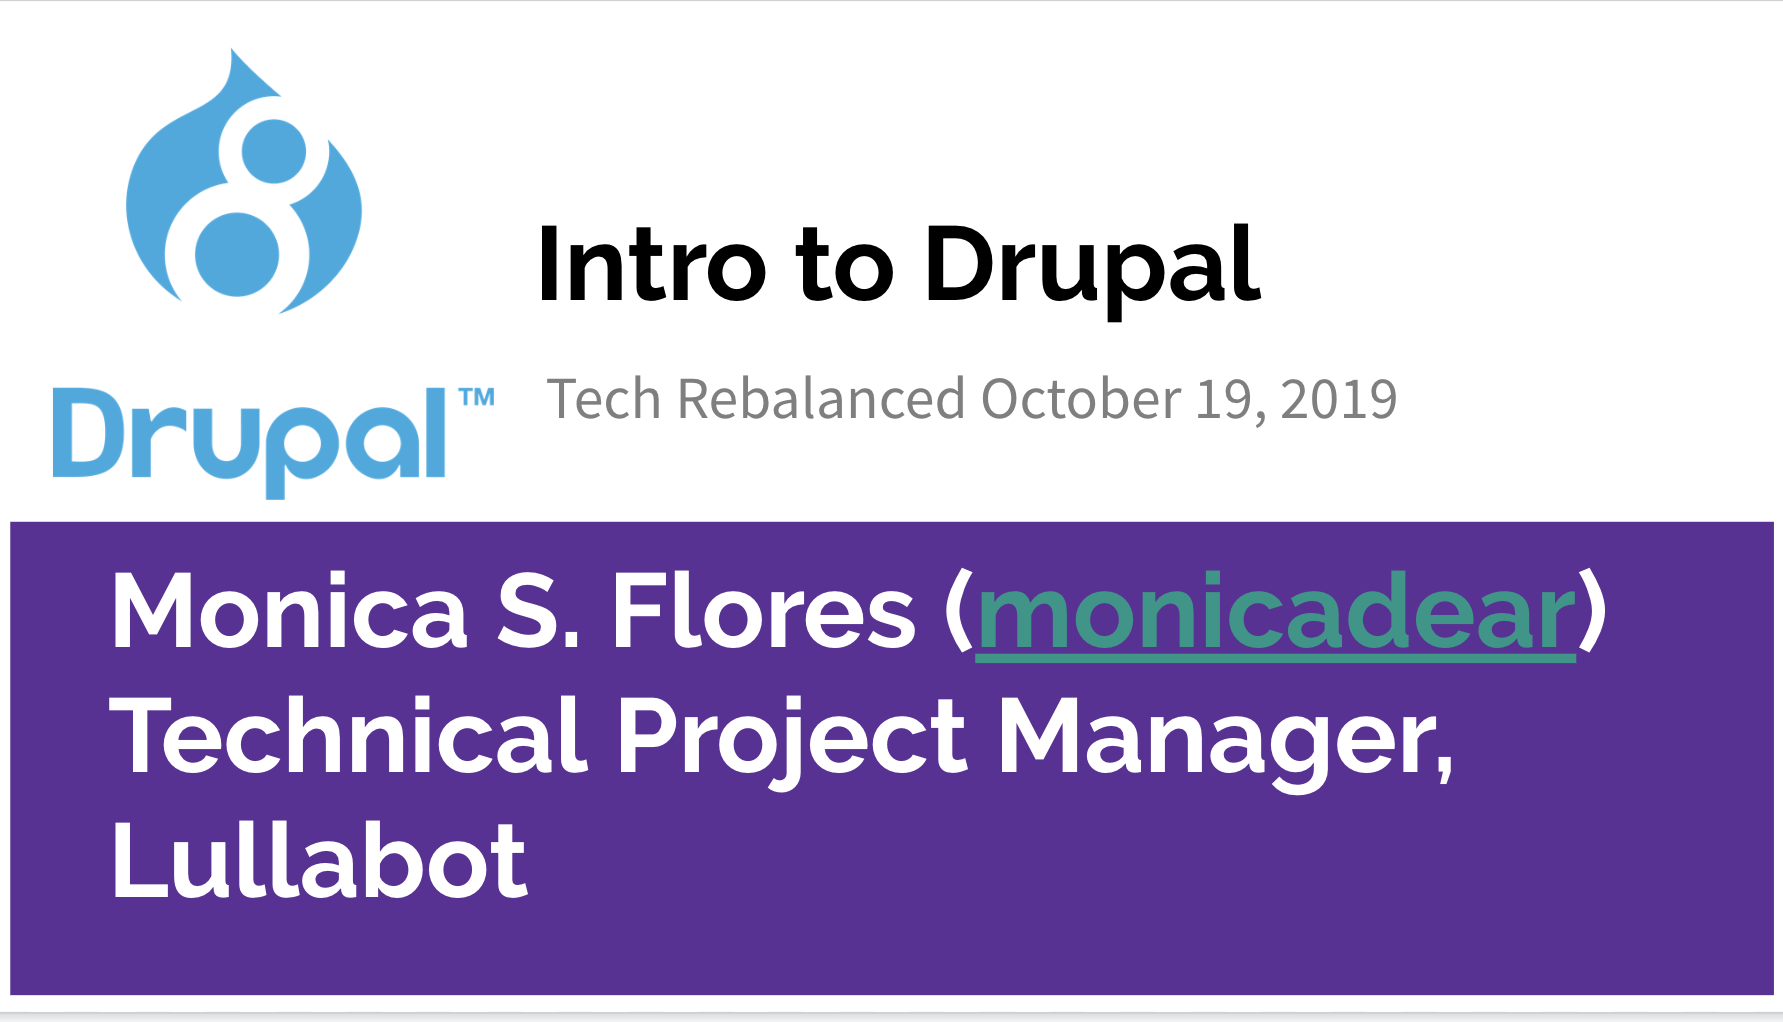 8
Drupal™
Intro to Drupal
Tech Rebalanced October 19, 2019
Monica S. Flores (monicadear)
Technical Project Manager,
Lullabot